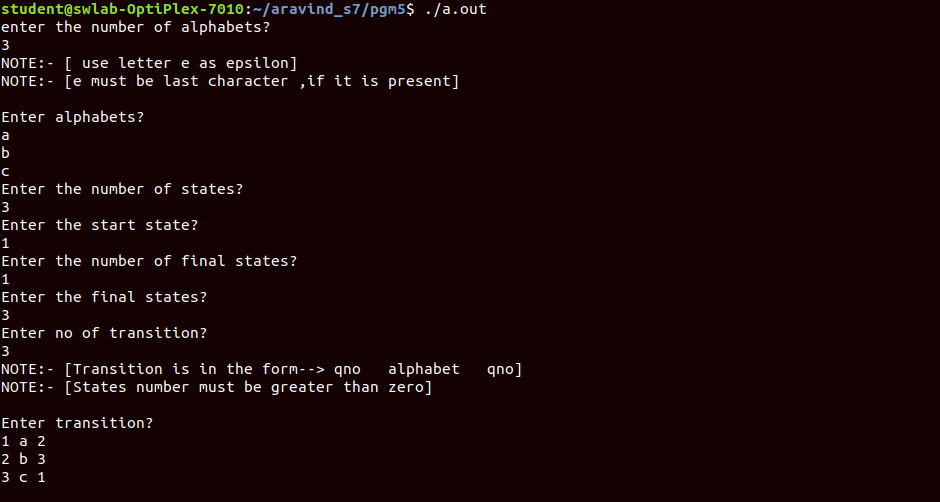 student@swlab-OptiPlex-7010:~/aravind_s7/pgm5$ ./a.out
enter the number of alphabets?
3
NOTE:- [ use letter e as epsilon]
NOTE:- [e must be last character ,if it is present]
Enter alphabets?
a
b
c
Enter the number of states?
3
Enter the start state?
1
Enter the number of final states?
1
Enter the final states?
3
Enter no of transition?
3
NOTE:- [Transition is in the form--> qno   alphabet   qno]
NOTE:- [States number must be greater than zero]
Enter transition?
1 a 2
2 b 3
3 c 1